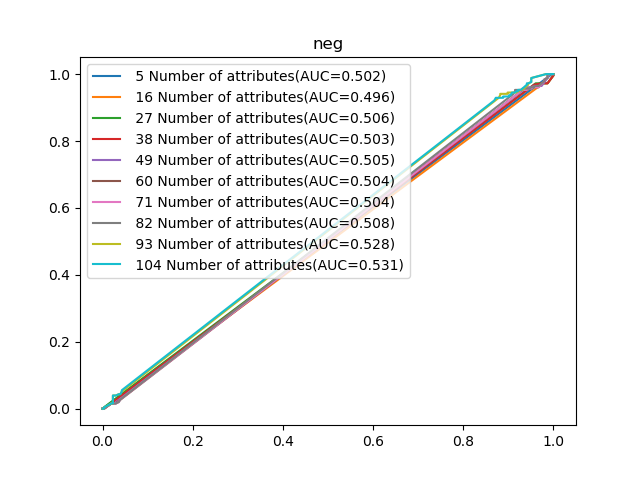 neg
1.0
0.8
0.6
0.4
0.2
0.0
5 Number of attributes(AUC=0.502)
16 Number of attributes(AUC=0.496)
27 Number of attributes(AUC=0.506)
38 Number of attributes(AUC=0.503)
49 Number of attributes(AUC=0.505)
60 Number of attributes(AUC=0.504)
71 Number of attributes(AUC=0.504)
82 Number of attributes(AUC=0.508)
93 Number of attributes(AUC=0.528)
104 Number of attributes(AUC=0.531)
0.0 0.2 0.4 0.6 0.8 1.0